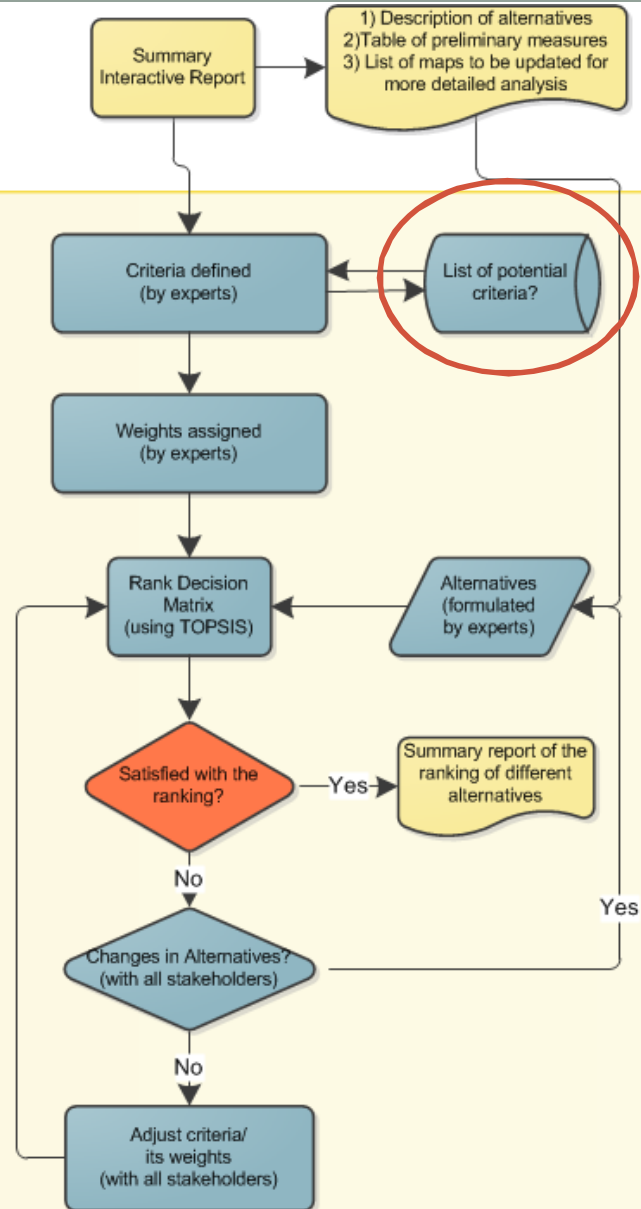 Summary
Interactive Report
1) Description of alternatives
2)Table of preliminary measures
3) List of maps to be updated for
more detailed analysis
Criteria defined
(by experts)
List of potential
criteria?
Weights assigned
(by experts)
Rank Decision
Matrix
(using TOPSIS)
Alternatives
(formulated
by experts)
Satisfied with the
ranking?
Yes
Summary report of the
ranking of different
alternatives
No
Yes
Changes in Alternatives?
(with all stakeholders)
No
Adjust criteria/
its weights
(with all stakeholders)